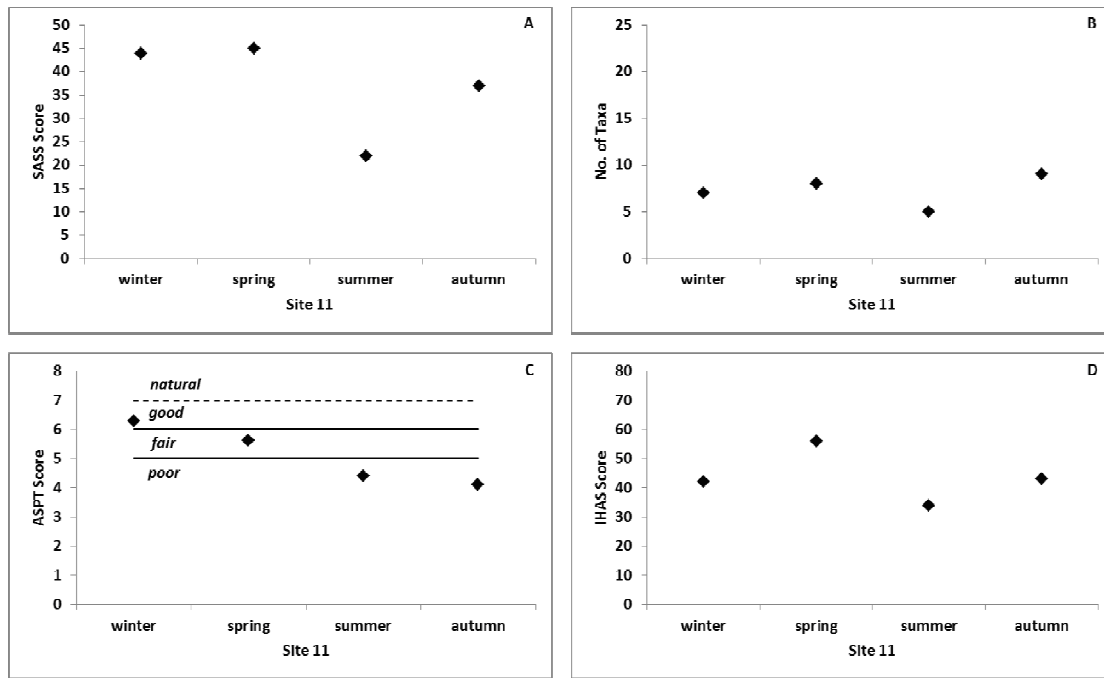 A
SASS Score
50
45
40
35
30
25
20
15
10
5
0
winter spring summer autumn
Site 11
B
No. of Taxa
25
20
15
10
5
0
winter spring summer autumn
Site 11
C
ASPT Score
8
7
6
5
4
3
2
1
0
natural
good
fair
poor
winter spring summer autumn
Site 11
D
IHAS Score
80
70
60
50
40
30
20
10
0
winter spring summer autumn
Site 11